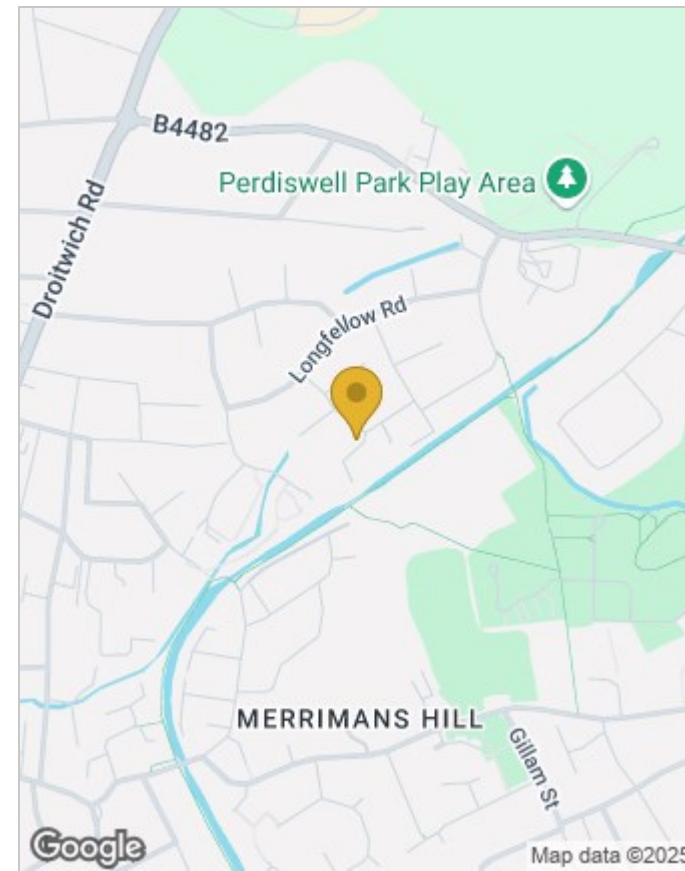 B4482
Perdiswell Park Play Area
Droitwich Rd
Longfellow Rd
MERRIMANS HILL
Gillam St
Google
Map data ©2025